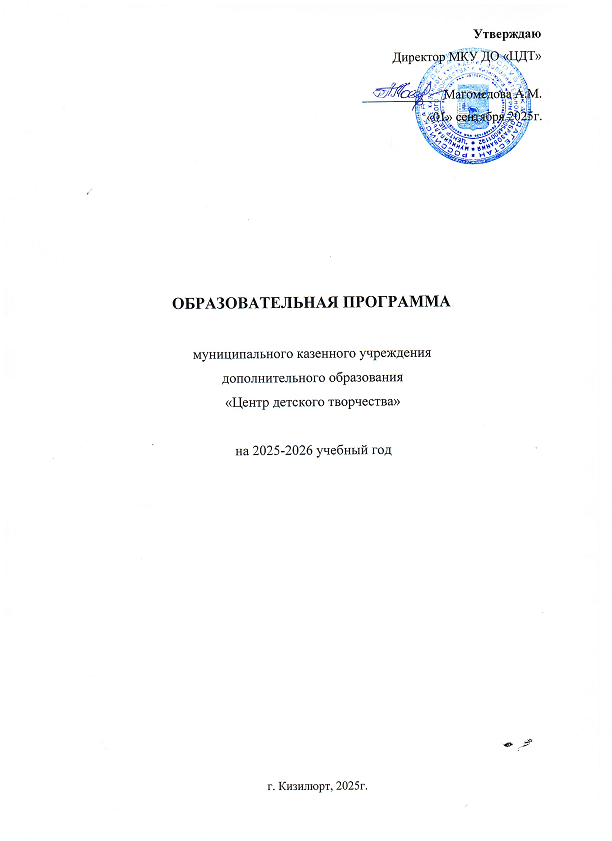 Утверждаю
Директор МКУ ДО «ЦДТ»
Магомедова А.М.
«01» сентября 2025г.
ОБРАЗОВАТЕЛЬНАЯ ПРОГРАММА
муниципального казенного учреждения
дополнительного образования
«Центр детского творчества»
на 2025-2026 учебный год
г. Кизилюрт, 2025г.